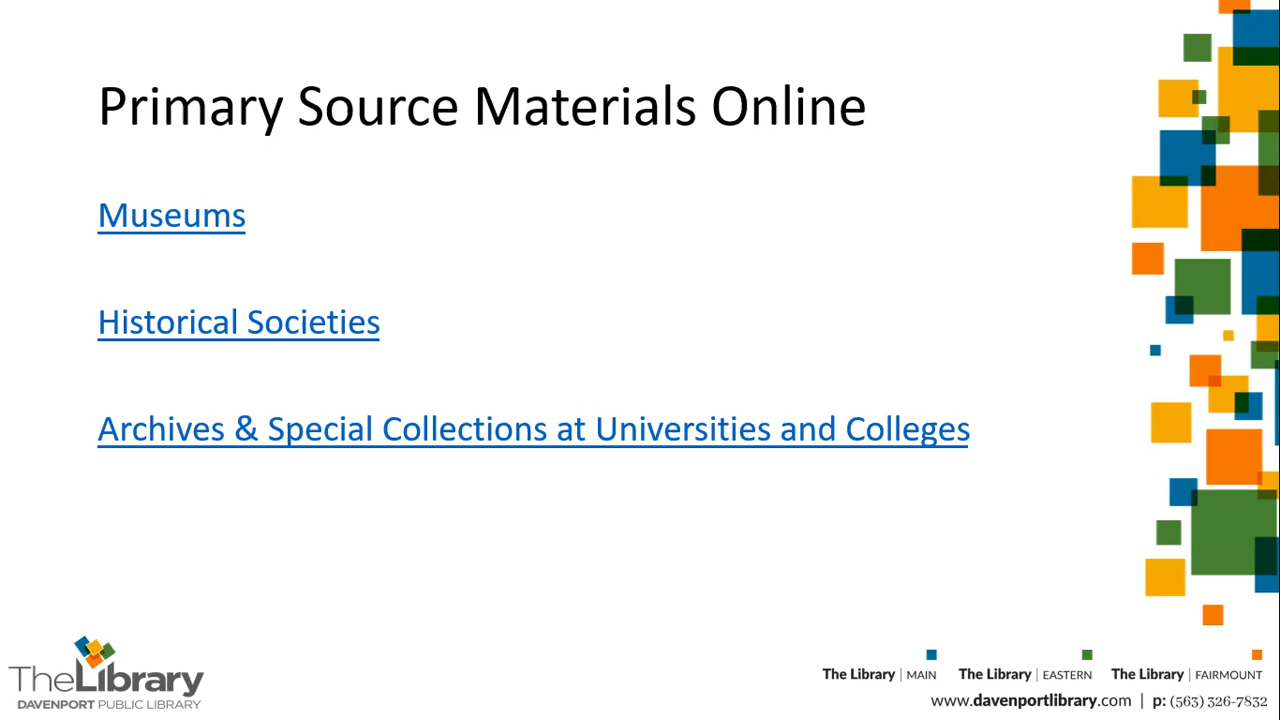 Primary Source Materials Online
Museums
Historical Societies
Archives & Special Collections at Universities and Colleges
TheLibrary
DAVENPORT PUBLIC LIBRARY
The Library | MAIN The Library | EASTERN The Library | FAIRMOUNT
www.davenportlibrary.com | p: (563) 326-7832